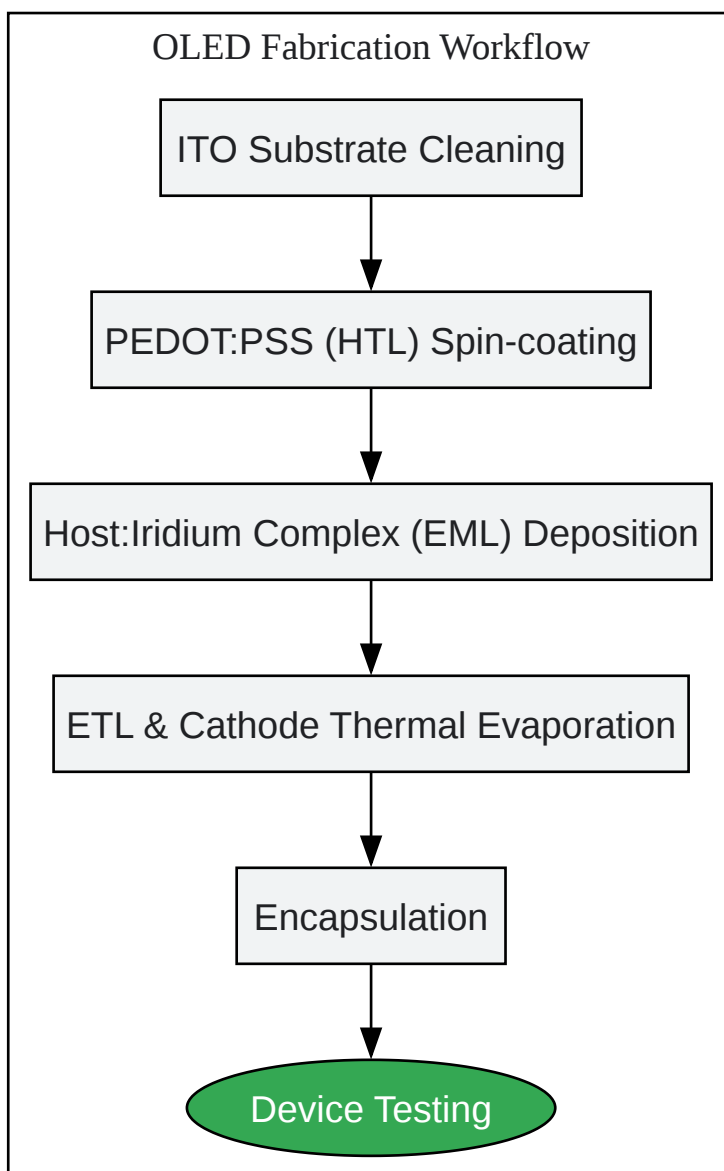 OLED Fabrication Workflow
ITO Substrate Cleaning
PEDOT:PSS (HTL) Spin-coating
Host:Iridium Complex (EML) Deposition
ETL & Cathode Thermal Evaporation
Encapsulation
Device Testing